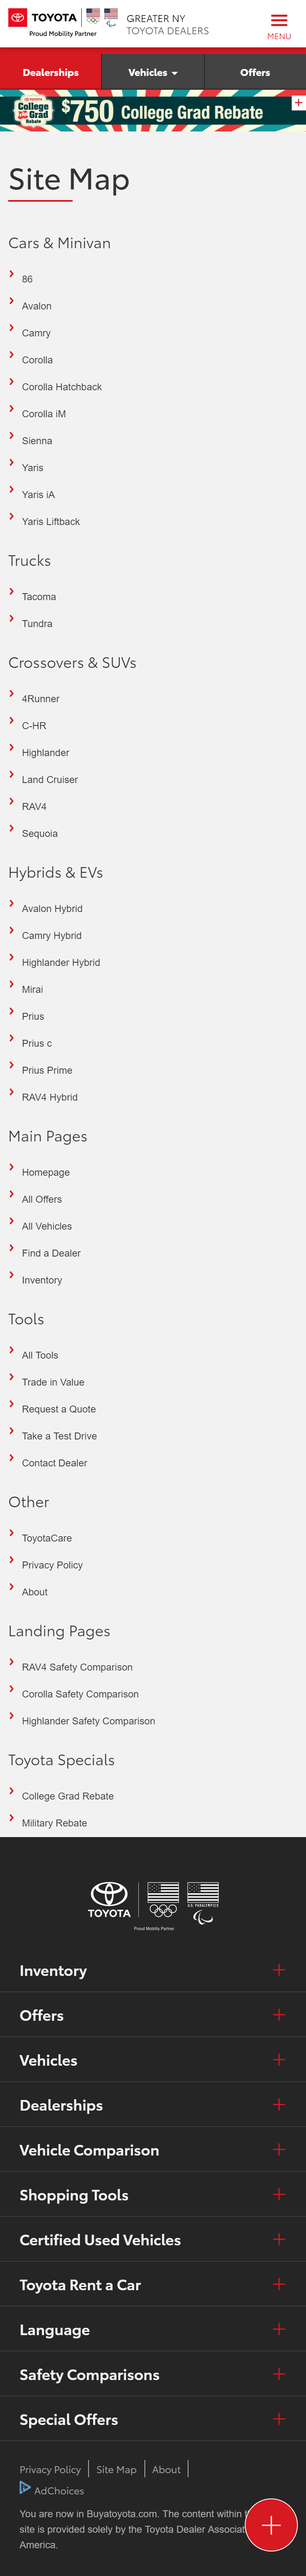 TOYOTA
Proud Mobility Partner
GREATER NY
TOYOTA DEALERS
MENU
Dealerships
Vehicles
Offers
College
Grad
Rebate
$750 College Grad Rebate
Site Map
Cars & Minivan
86
Avalon
Camry
Corolla
Corolla Hatchback
Corolla iM
Sienna
Yaris
Yaris iA
Yaris Liftback
Trucks
Tacoma
Tundra
Crossovers & SUVs
4Runner
C-HR
Highlander
Land Cruiser
RAV4
Sequoia
Hybrids & EVs
Avalon Hybrid
Camry Hybrid
Highlander Hybrid
Mirai
Prius
Prius c
Prius Prime
RAV4 Hybrid
Main Pages
Homepage
All Offers
All Vehicles
Find a Dealer
Inventory
Tools
All Tools
Trade in Value
Request a Quote
Take a Test Drive
Contact Dealer
Other
ToyotaCare
Privacy Policy
About
Landing Pages
RAV4 Safety Comparison
Corolla Safety Comparison
Highlander Safety Comparison
Toyota Specials
College Grad Rebate
Military Rebate
TOYOTA
U.S. PARALYMPICS
Proud Mobility Partner
Inventory
Offers
Vehicles
Dealerships
Vehicle Comparison
Shopping Tools
Certified Used Vehicles
Toyota Rent a Car
Language
Safety Comparisons
Special Offers
Privacy Policy
Site Map
About
AdChoices
You are now in Buyatoyota.com. The content within
site is provided solely by the Toyota Dealer
America.